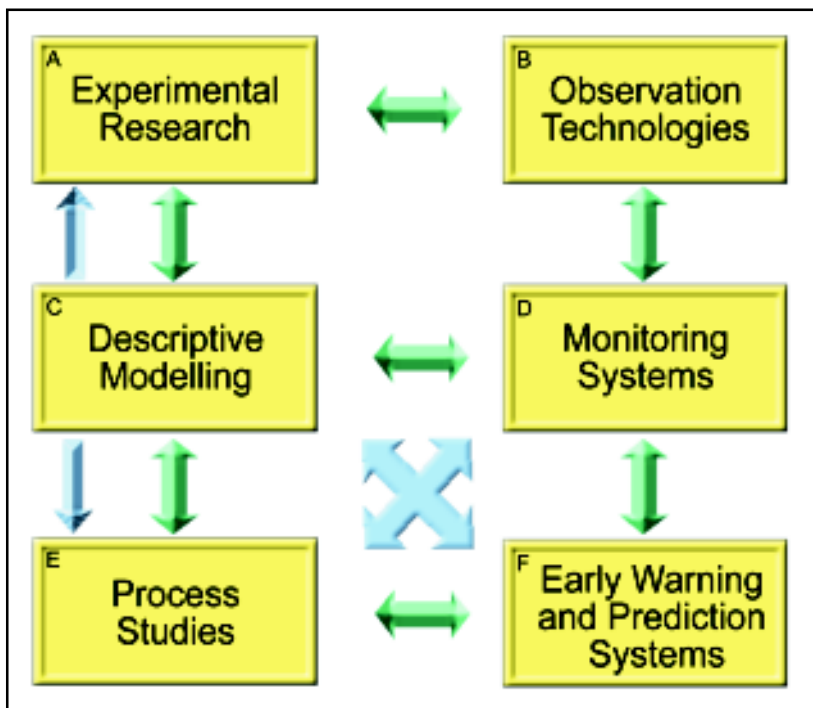 A
Experimental
Research
B
Observation
Technologies
C
Descriptive
Modelling
D
Monitoring
Systems
E
Process
Studies
F
Early Warning
and Prediction
Systems